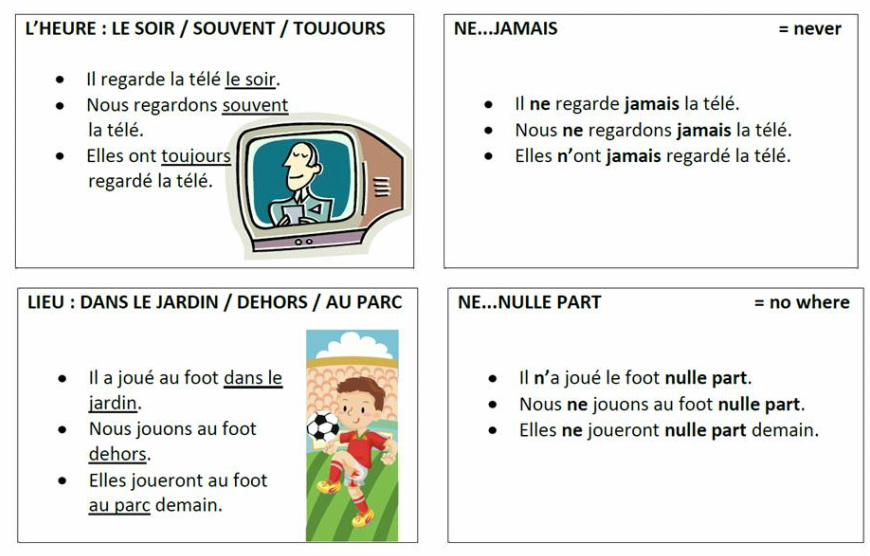 L’HEURE : LE SOIR / SOUVENT / TOUJOURS
• Il regarde la télé le soir.
• Nous regardons souvent
la télé.
• Elles ont toujours
regardé la télé.
NE...JAMAIS = never
• Il ne regarde jamais la télé.
• Nous ne regardons jamais la télé.
• Elles n’ont jamais regardé la télé.
LIEU : DANS LE JARDIN / DEHORS / AU PARC
• Il a joué au foot dans le
jardin.
• Nous jouons au foot
dehors.
• Elles joueront au foot
au parc demain.
NE...NULLE PART = no where
• Il n’a joué le foot nulle part.
• Nous ne jouons au foot nulle part.
• Elles ne joueront nulle part demain.